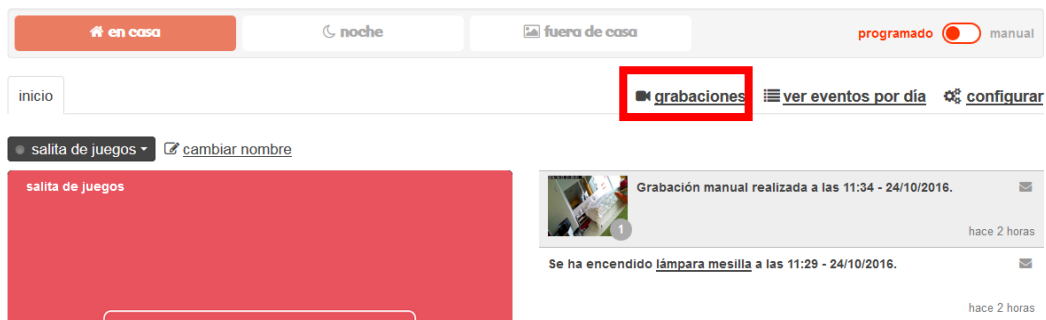 en casa
noche
fuera de casa
programado
manual
inicio
grabaciones
ver eventos por día
configurar
salita de juegos
cambiar nombre
salita de juegos
Grabación manual realizada a las 11:34 - 24/10/2016.
1
hace 2 horas
Se ha encendido lámpara mesilla a las 11:29 - 24/10/2016.
hace 2 horas